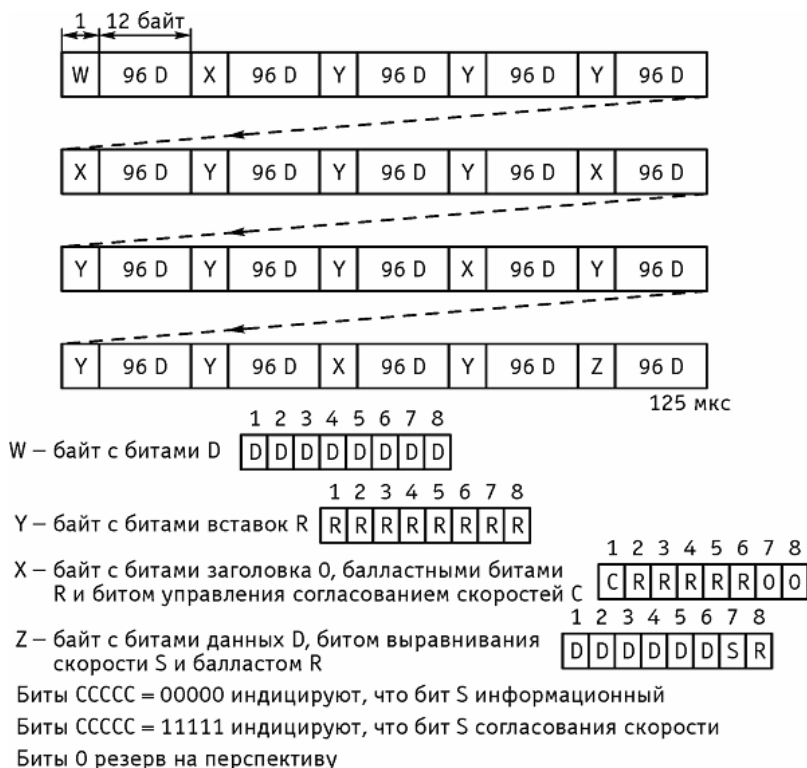 1 12 байт
W 96 D X 96 D Y 96 D Y 96 D Y 96 D
X 96 D Y 96 D Y 96 D Y 96 D X 96 D
Y 96 D Y 96 D Y 96 D X 96 D Y 96 D
Y 96 D Y 96 D X 96 D Y 96 D Z 96 D
125 мкс
1 2 3 4 5 6 7 8
W – байт с битами D D D D D D D D D
1 2 3 4 5 6 7 8
Y – байт с битами вставок R R R R R R R R R
1 2 3 4 5 6 7 8
X – байт с битами заголовка 0, балластными битами
R и битом управления согласованием скоростей C C R R R R R 0 0
1 2 3 4 5 6 7 8
Z – байт с битами данных D, битом выравнивания
скорости S и балластом R D D D D D D S R
Биты CCCCC = 00000 индицируют, что бит S информационный
Биты CCCCC = 11111 индицируют, что бит S согласования скорости
Биты 0 резерв на перспективу